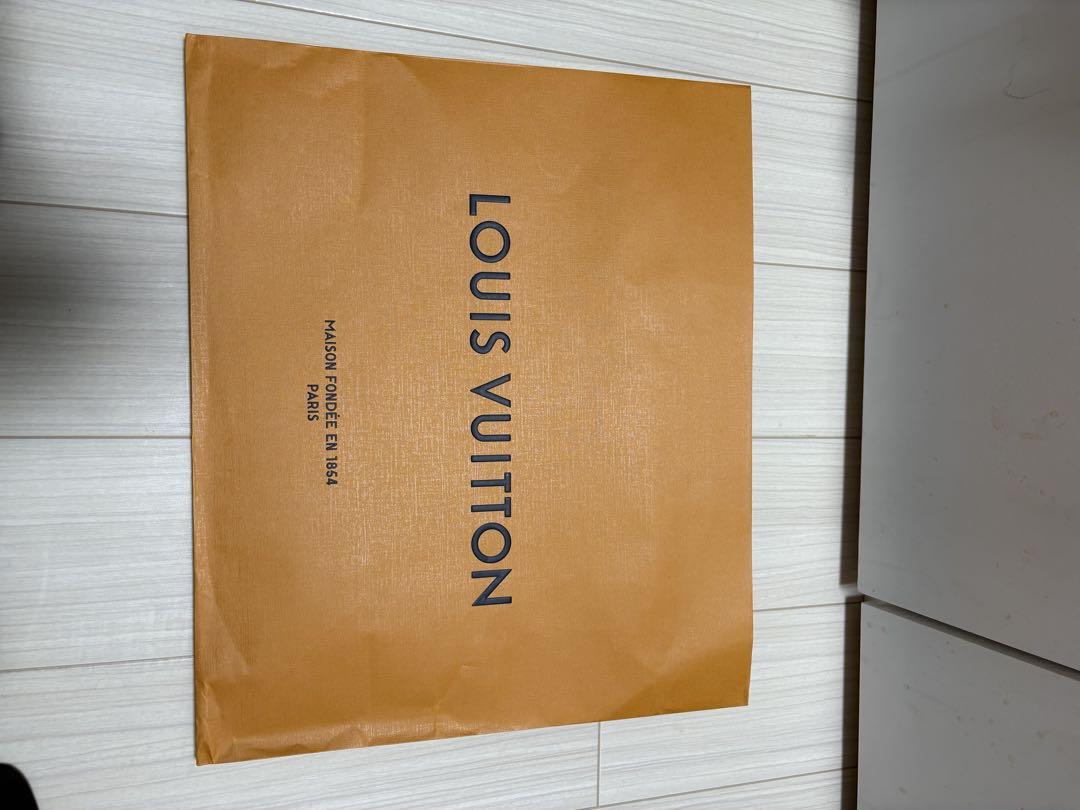 LOUIS VUITTON
MAISON FONDÉE EN 1854
PARIS